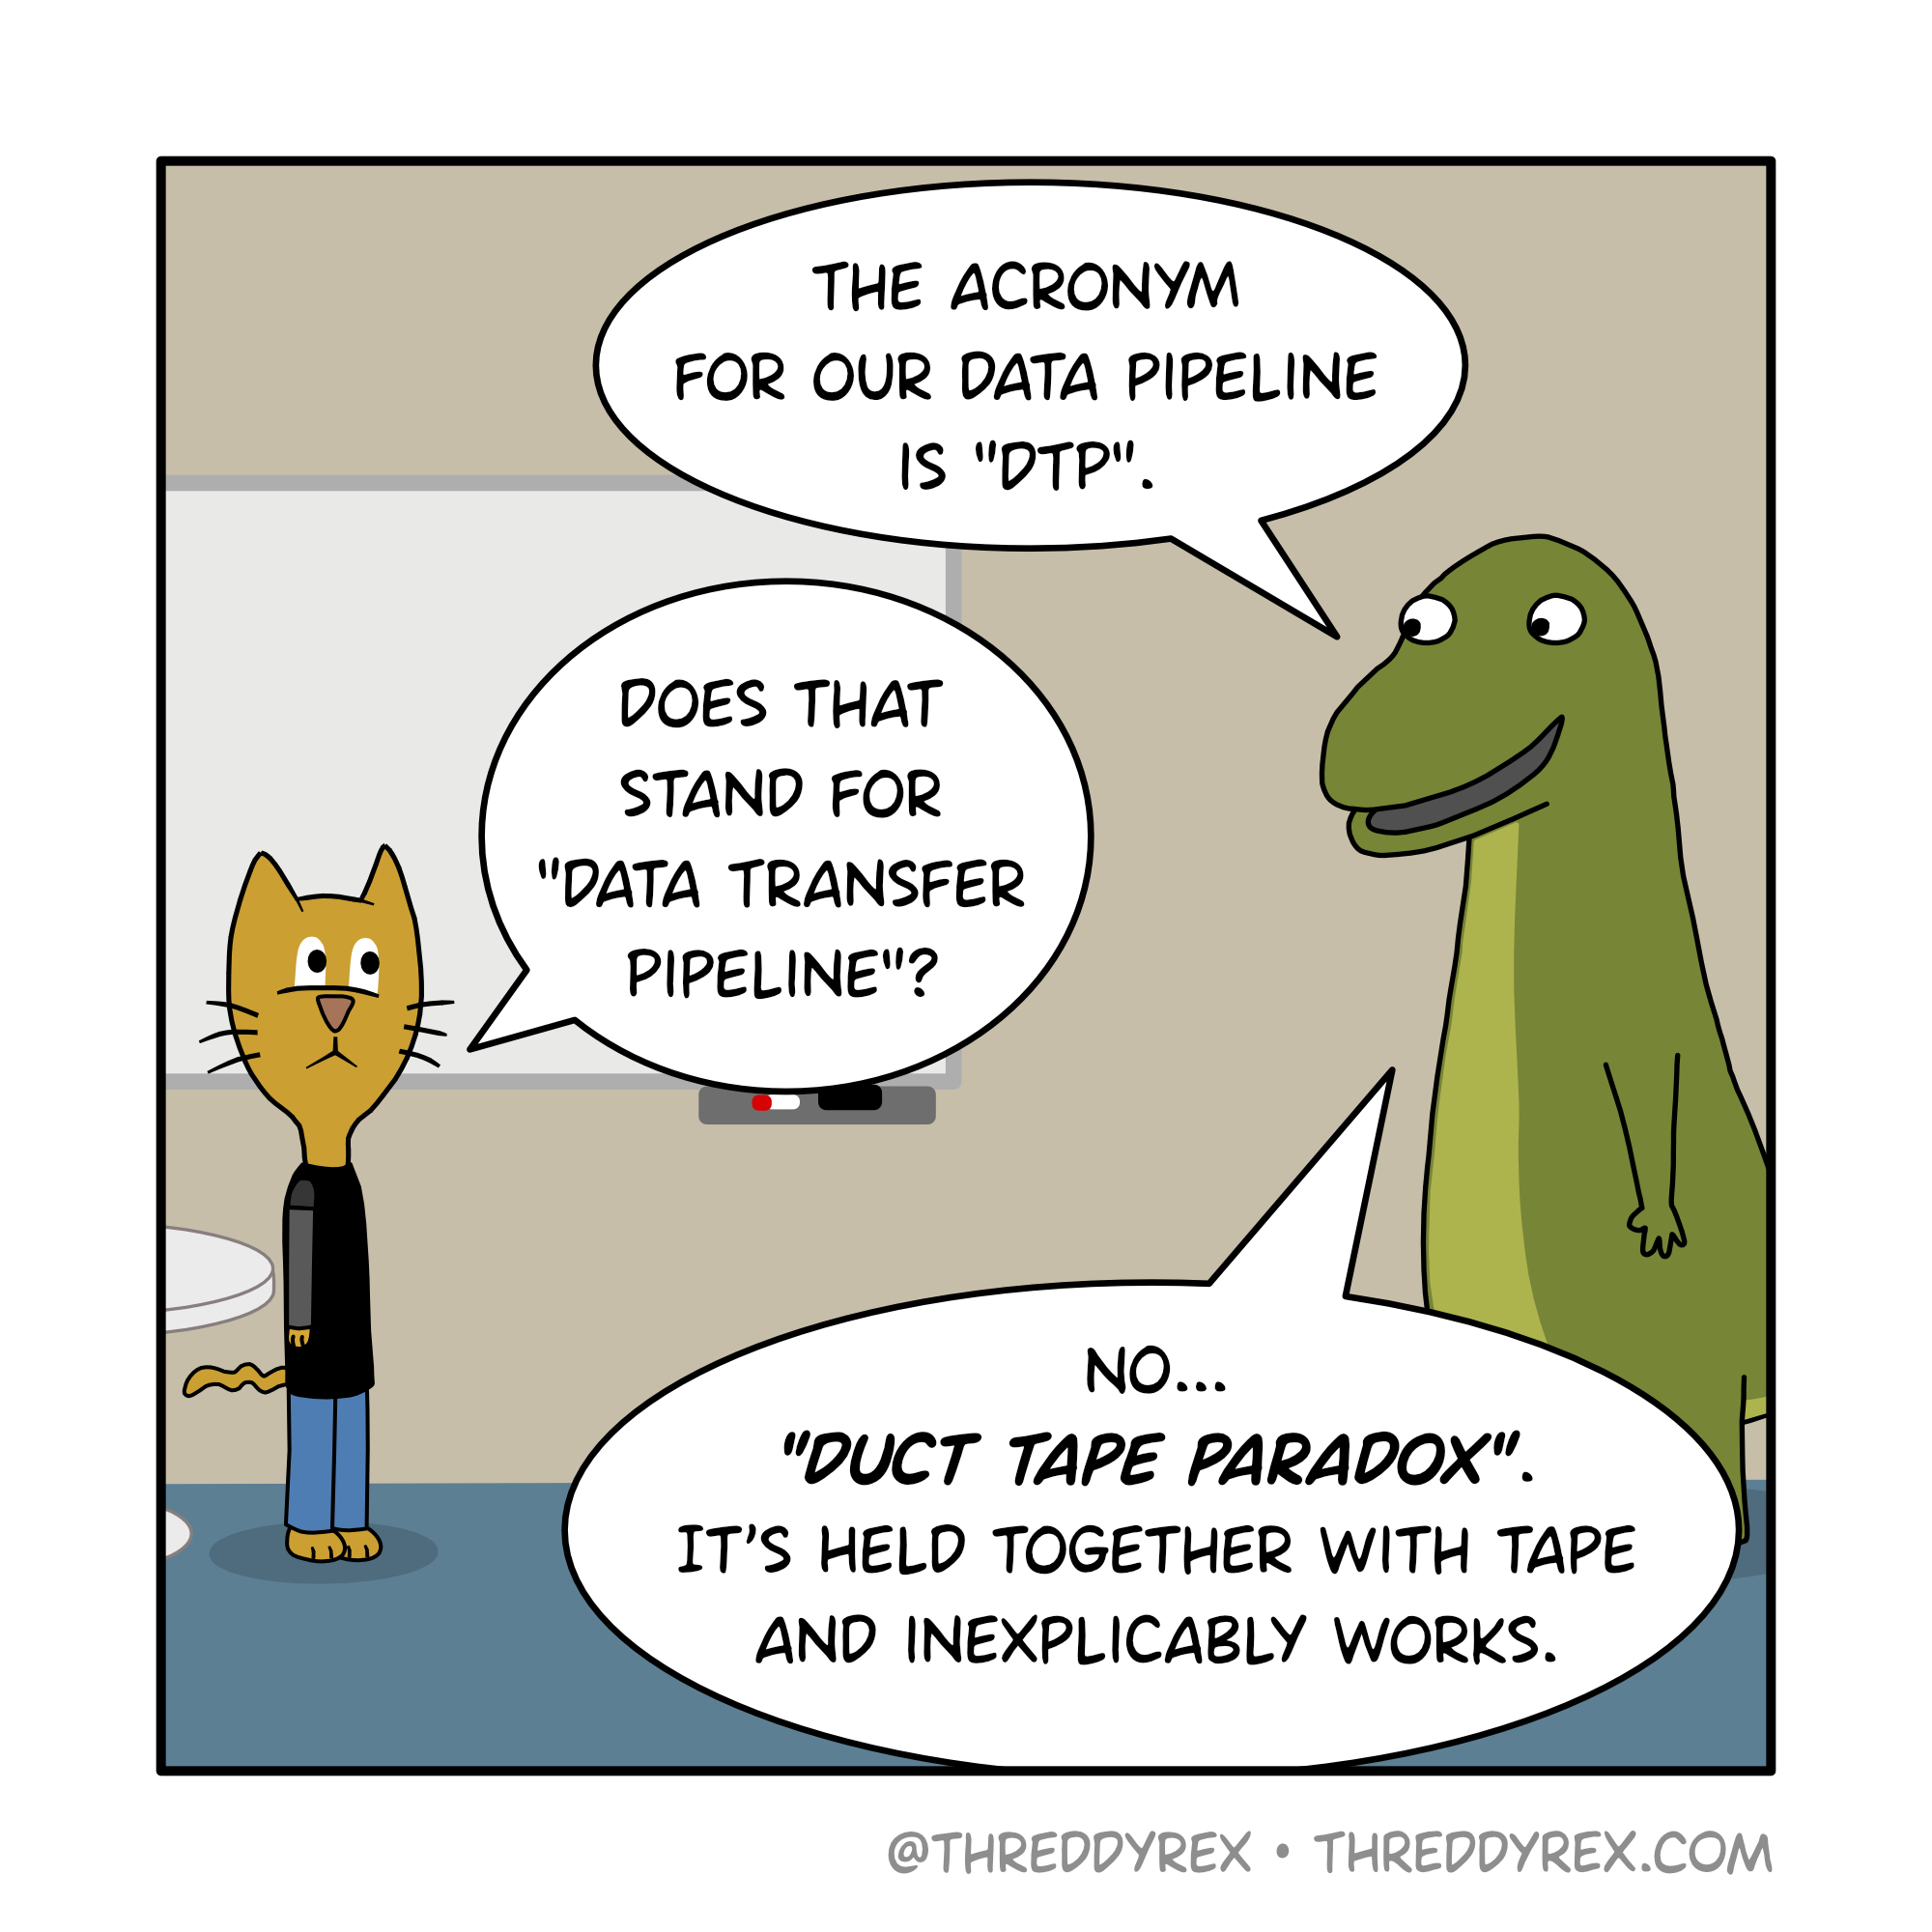 THE ACRONYM
FOR OUR DATA PIPELINE
IS "DTP".
DOES THAT
STAND FOR
"DATA TRANSFER
PIPELINE"?
NO...
"DUCT TAPE PARADOX".
IT'S HELD TOGETHER WITH TAPE
AND INEXPLICABLY WORKS.
@THREDDYREX • THREDDYREX.COM